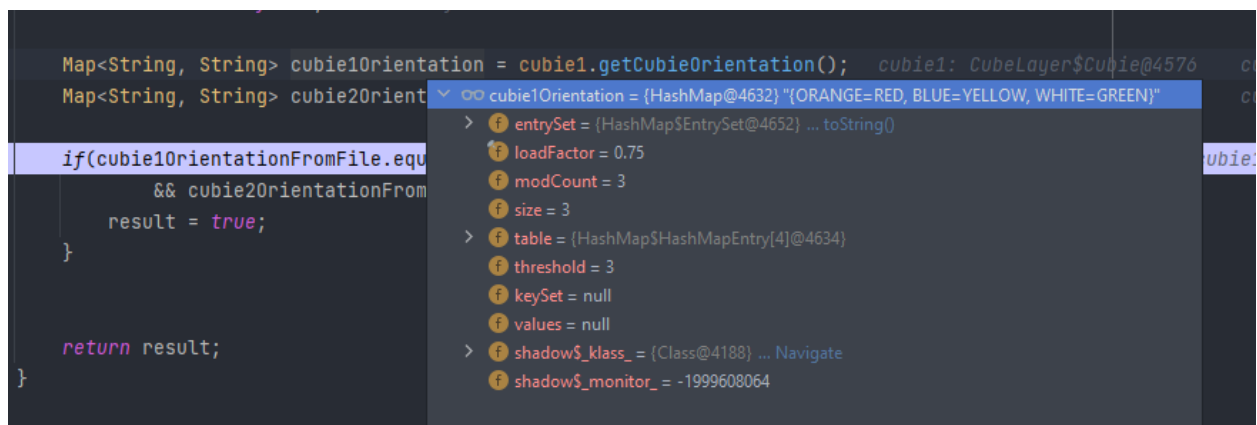 Map<String, String> cubie1Orientation = cubie1.getCubieOrientation();   cubie1: CubeLayer$Cubie@4576
Map<String, String> cubie2Orient
cubie1Orientation = {HashMap@4632} "{ORANGE=RED, BLUE=YELLOW, WHITE=GREEN}"
entrySet = {HashMap$EntrySet@4652} ... toString()
if(cubie1OrientationFromFile.equ
loadFactor = 0.75
modCount = 3
&& cubie2OrientationFrom
size = 3
result = true;
table = {HashMap$HashMapEntry[4]@4634}
}
threshold = 3
keySet = null
values = null
return result;
shadow$_klass_ = {Class@4188} ... Navigate
}
shadow$_monitor_ = -1999608064